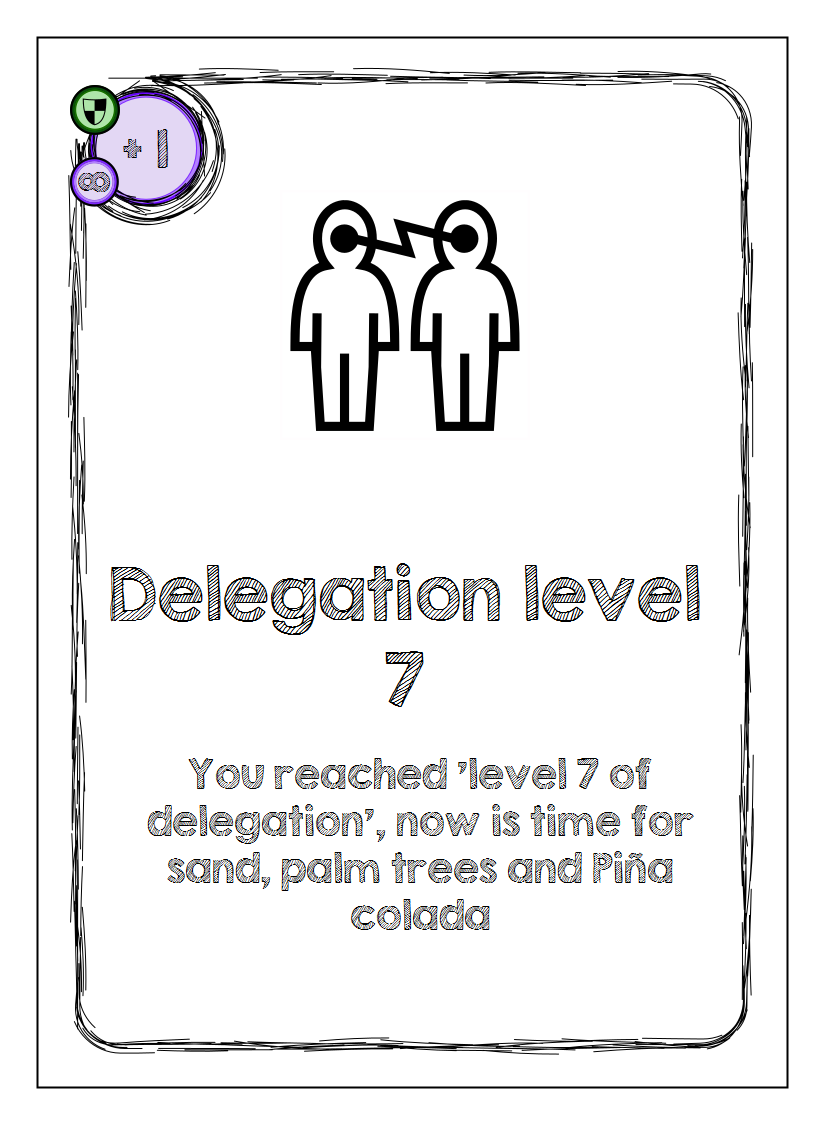 +1
∞
Delegation level
7
You reached 'level 7 of
delegation', now is time for
sand, palm trees and Piña
colada